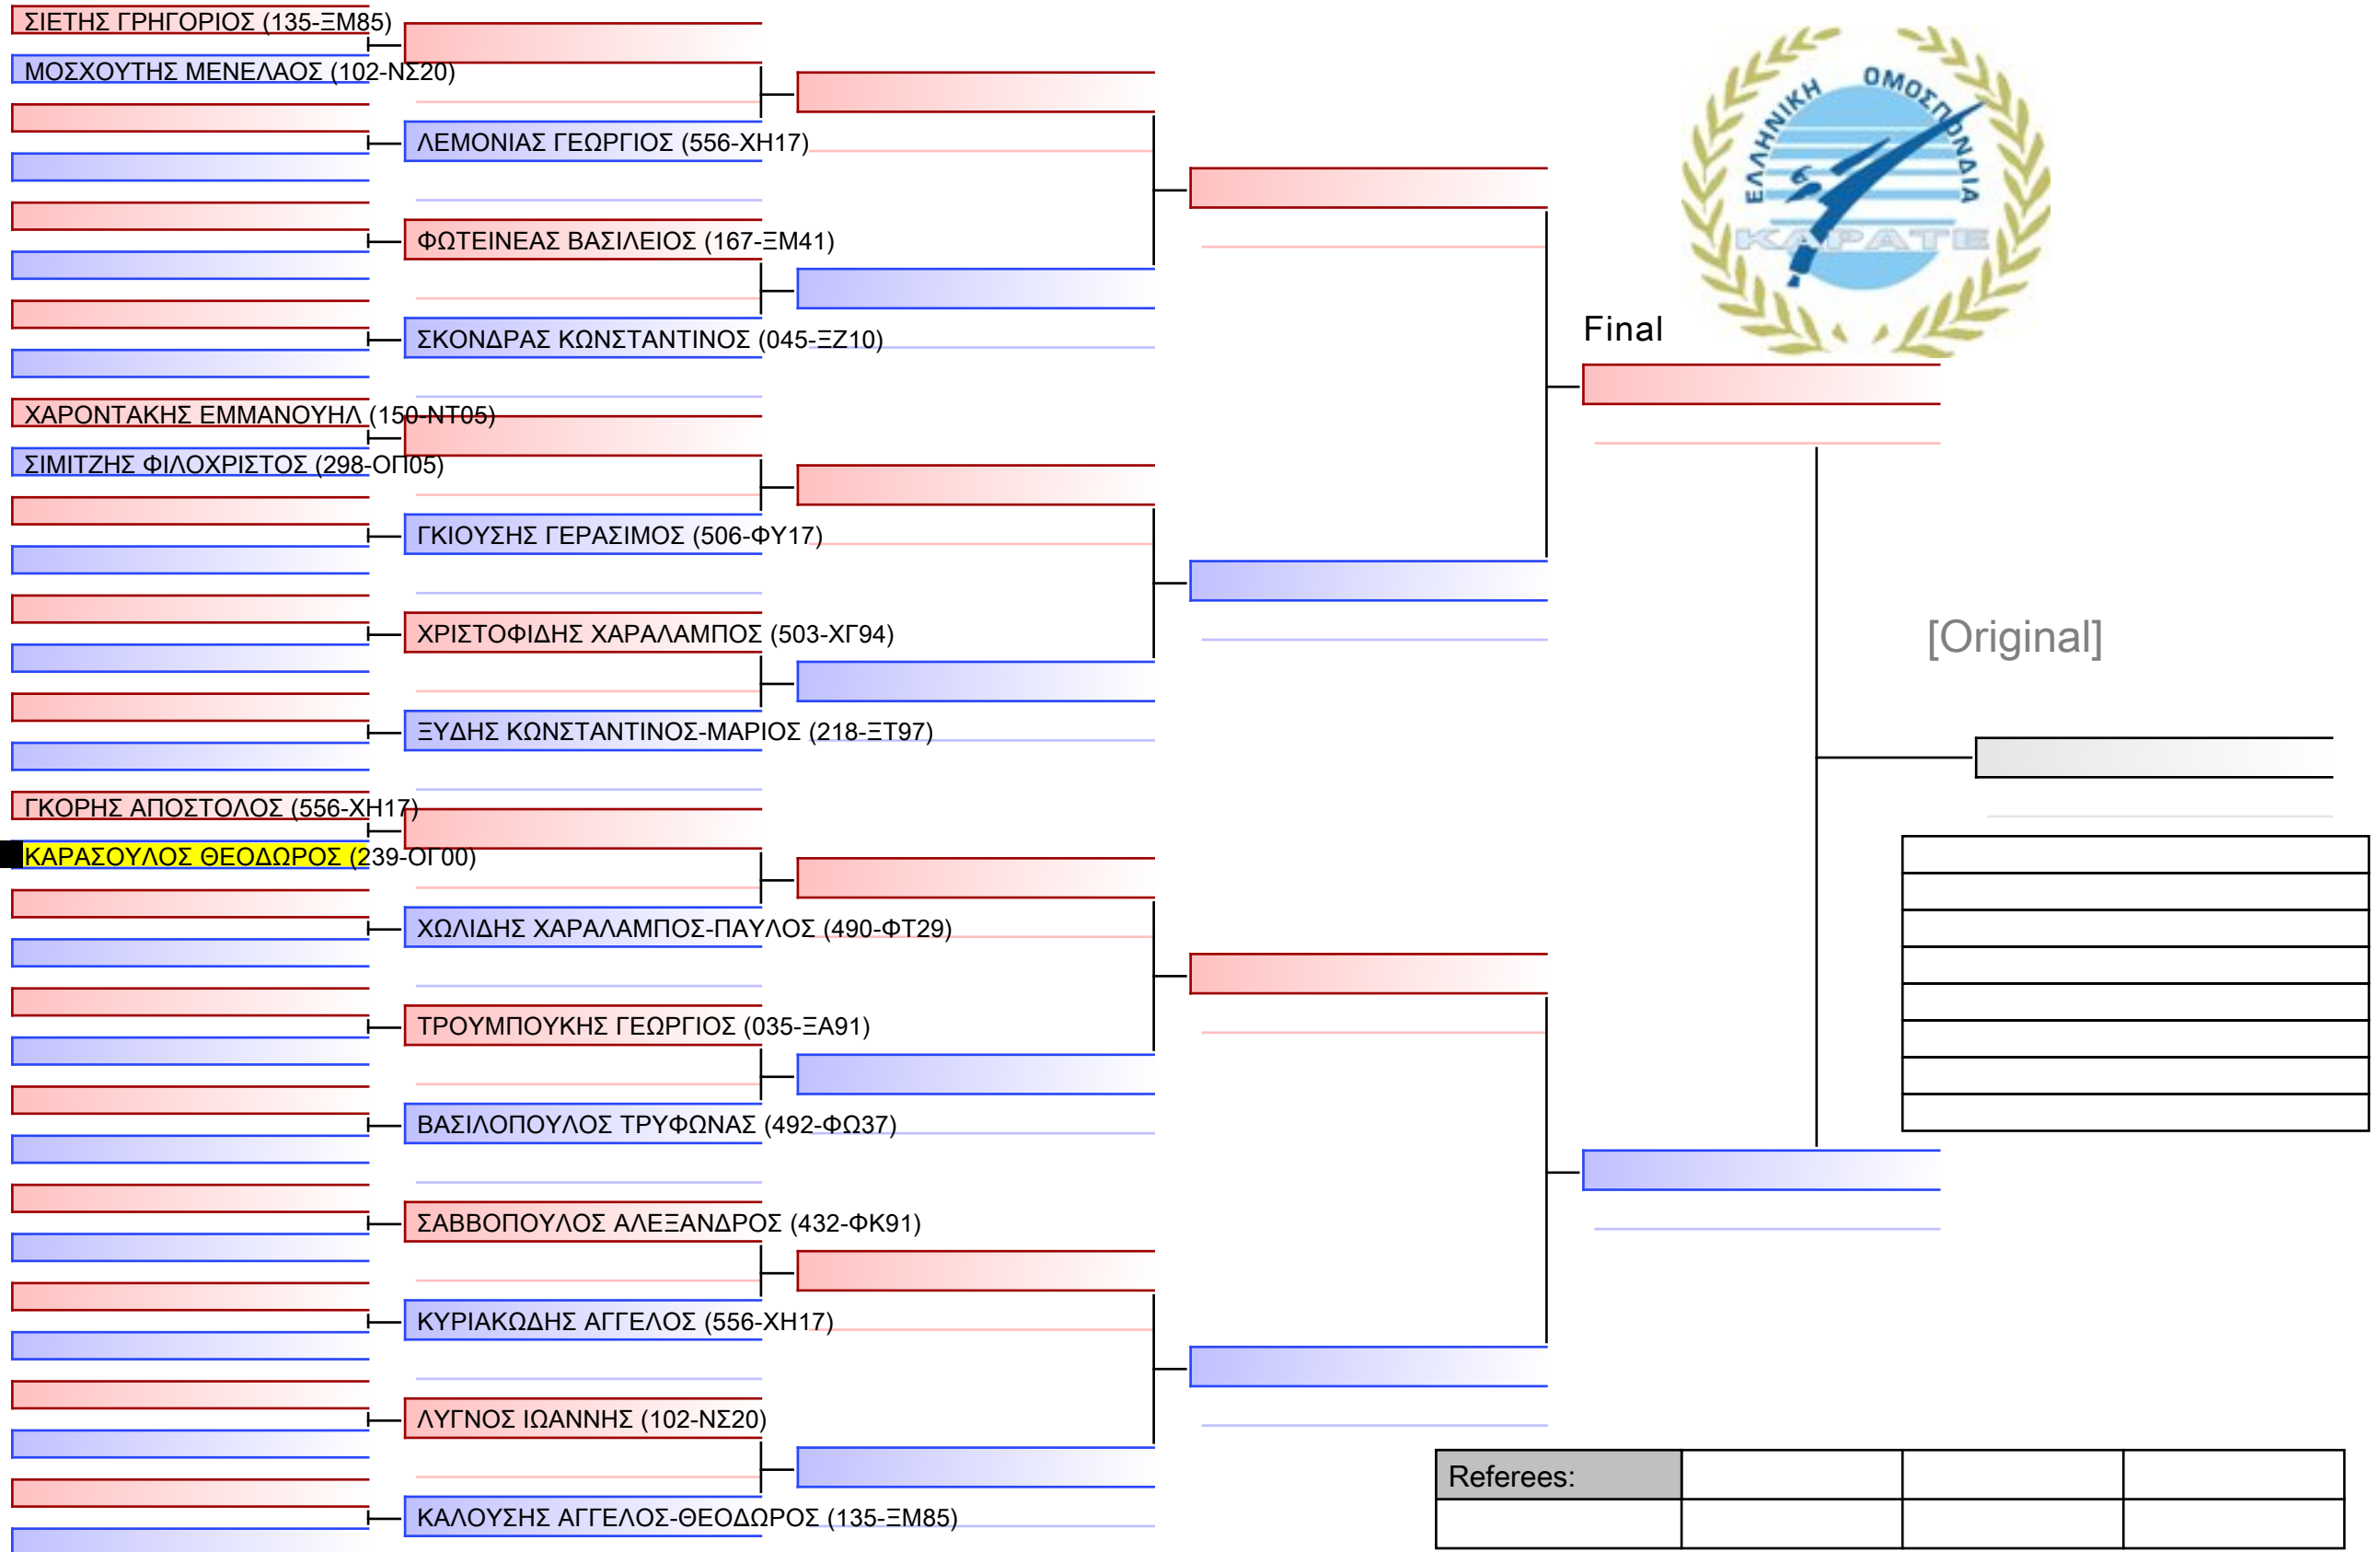 ΣΙΕΤΗΣ ΓΡΗΓΟΡΙΟΣ (135-ΞΜ85)
ΜΟΣΧΟΥΤΗΣ ΜΕΝΕΛΑΟΣ (102-ΝΣ20)
ΛΕΜΟΝΙΑΣ ΓΕΩΡΓΙΟΣ (556-ΧΗ17)
ΦΩΤΕΙΝΕΑΣ ΒΑΣΙΛΕΙΟΣ (167-ΞΜ41)
ΣΚΟΝΔΡΑΣ ΚΩΝΣΤΑΝΤΙΝΟΣ (045-ΞΖ10)
ΧΑΡΟΝΤΑΚΗΣ ΕΜΜΑΝΟΥΗΛ (150-ΝΤ05)
ΣΙΜΙΤΖΗΣ ΦΙΛΟΧΡΙΣΤΟΣ (298-ΟΠ05)
ΓΚΙΟΥΣΗΣ ΓΕΡΑΣΙΜΟΣ (506-ΦΥ17)
ΧΡΙΣΤΟΦΙΔΗΣ ΧΑΡΑΛΑΜΠΟΣ (503-ΧΓ94)
ΞΥΔΗΣ ΚΩΝΣΤΑΝΤΙΝΟΣ-ΜΑΡΙΟΣ (218-ΞΤ97)
ΓΚΟΡΗΣ ΑΠΟΣΤΟΛΟΣ (556-ΧΗ17)
ΚΑΡΑΣΟΥΛΟΣ ΘΕΟΔΩΡΟΣ (239-ΟΓ00)
ΧΩΛΙΔΗΣ ΧΑΡΑΛΑΜΠΟΣ-ΠΑΥΛΟΣ (490-ΦΤ29)
ΤΡΟΥΜΠΟΥΚΗΣ ΓΕΩΡΓΙΟΣ (035-ΞΑ91)
ΒΑΣΙΛΟΠΟΥΛΟΣ ΤΡΥΦΩΝΑΣ (492-ΦΩ37)
ΣΑΒΒΟΠΟΥΛΟΣ ΑΛΕΞΑΝΔΡΟΣ (432-ΦΚ91)
ΚΥΡΙΑΚΩΔΗΣ ΑΓΓΕΛΟΣ (556-ΧΗ17)
ΛΥΓΝΟΣ ΙΩΑΝΝΗΣ (102-ΝΣ20)
ΚΑΛΟΥΣΗΣ ΑΓΓΕΛΟΣ-ΘΕΟΔΩΡΟΣ (135-ΞΜ85)
ΕΛΛΗΝΙΚΗ ΟΜΟΣΠΟΝΔΙΑ
ΚΑΡΑΤΕ
Final
[Original]
Referees: